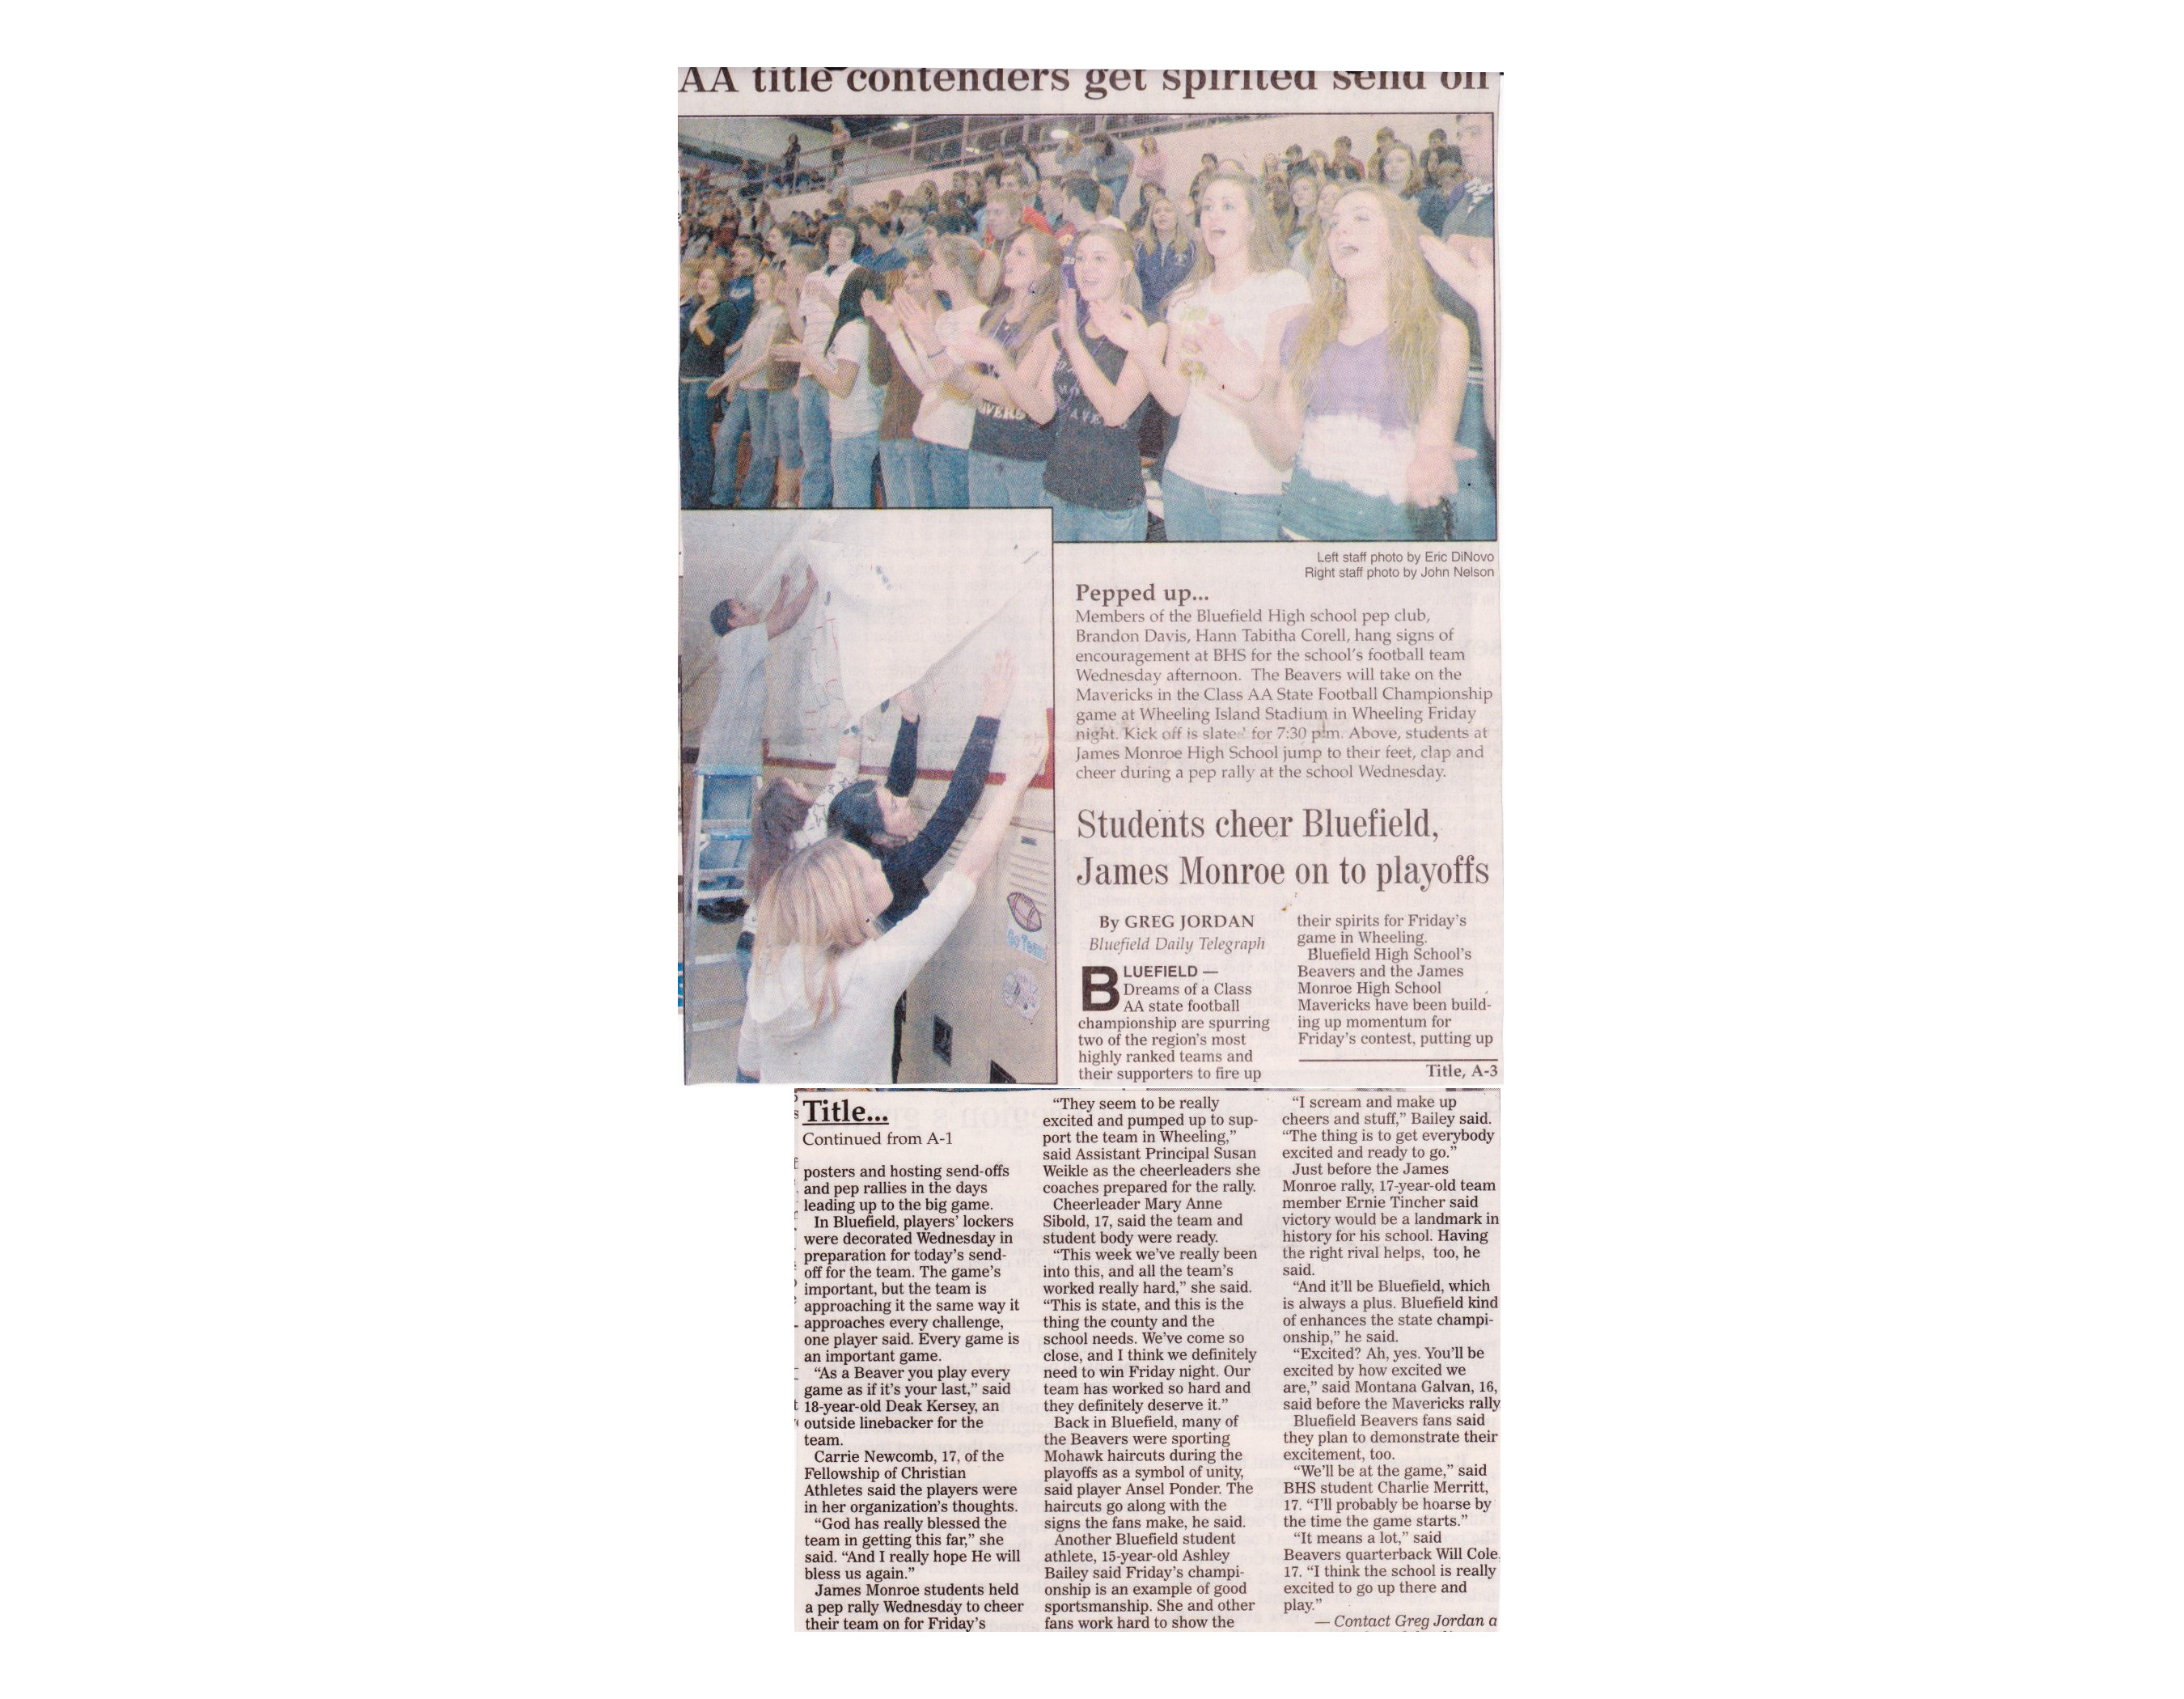 AA title contenders get spirited send off
Left staff photo by Eric DiNovo
Right staff photo by John Nelson
Pepped up...
Members of the Bluefield High school pep club,
Brandon Davis, Hann Tabitha Corell, hang signs of
encouragement at BHS for the school's football team
Wednesday afternoon. The Beavers will take on the
Mavericks in the Class AA State Football Championship
game at Wheeling Island Stadium in Wheeling Friday
night. Kick off is slated for 7:30 p.m. Above, students at
James Monroe High School jump to their feet, clap and
cheer during a pep rally at the school Wednesday.
Students cheer Bluefield,
James Monroe on to playoffs
By GREG JORDAN
Bluefield Daily Telegraph
BLUEFIELD —
Dreams of a Class
AA state football
championship are spurring
two of the region's most
highly ranked teams and
their supporters to fire up
their spirits for Friday's
game in Wheeling.
Bluefield High School's
Beavers and the James
Monroe High School
Mavericks have been build-
ing up momentum for
Friday's contest, putting up
Title, A-3
Go Team!
Title...
Continued from A-1
posters and hosting send-offs
and pep rallies in the days
leading up to the big game.
In Bluefield, players' lockers
were decorated Wednesday in
preparation for today's send-
off for the team. The game's
important, but the team is
approaching it the same way it
approaches every challenge,
one player said. Every game is
an important game.
"As a Beaver you play every
game as if it's your last," said
18-year-old Deak Kersey, an
outside linebacker for the
team.
Carrie Newcomb, 17, of the
Fellowship of Christian
Athletes said the players were
in her organization's thoughts.
"God has really blessed the
team in getting this far," she
said. "And I really hope He will
bless us again."
James Monroe students held
a pep rally Wednesday to cheer
their team on for Friday's
"They seem to be really
excited and pumped up to sup-
port the team in Wheeling,"
said Assistant Principal Susan
Weikle as the cheerleaders she
coaches prepared for the rally.
Cheerleader Mary Anne
Sibold, 17, said the team and
student body were ready.
"This week we've really been
into this, and all the team's
worked really hard," she said.
"This is state, and this is the
thing the county and the
school needs. We've come so
close, and I think we definitely
need to win Friday night. Our
team has worked so hard and
they definitely deserve it."
Back in Bluefield, many of
the Beavers were sporting
Mohawk haircuts during the
playoffs as a symbol of unity,
said player Ansel Ponder. The
haircuts go along with the
signs the fans make, he said.
Another Bluefield student
athlete, 15-year-old Ashley
Bailey said Friday's champi-
onship is an example of good
sportsmanship. She and other
fans work hard to show the
"I scream and make up
cheers and stuff," Bailey said.
"The thing is to get everybody
excited and ready to go."
Just before the James
Monroe rally, 17-year-old team
member Ernie Tincher said
victory would be a landmark in
history for his school. Having
the right rival helps, too, he
said.
"And it'll be Bluefield, which
is always a plus. Bluefield kind
of enhances the state champi-
onship," he said.
"Excited? Ah, yes. You'll be
excited by how excited we
are," said Montana Galvan, 16,
said before the Mavericks rally
Bluefield Beavers fans said
they plan to demonstrate their
excitement, too.
"We'll be at the game," said
BHS student Charlie Merritt,
17. "I'll probably be hoarse by
the time the game starts."
"It means a lot," said
Beavers quarterback Will Cole,
17. "I think the school is really
excited to go up there and
play."
— Contact Greg Jordan a